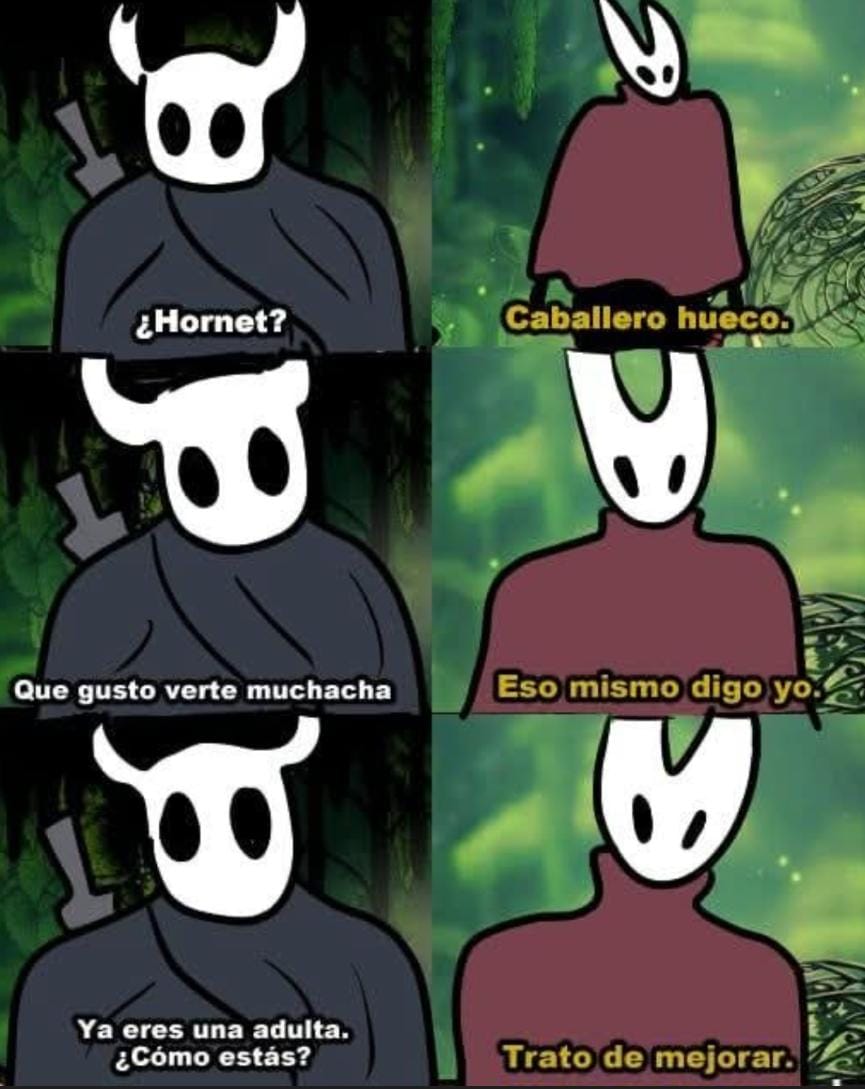 ¿Hornet?
Caballero hueco.
Que gusto verte muchacha
Eso mismo digo yo.
Ya eres una adulta.
¿Cómo estás?
Trato de mejorar.